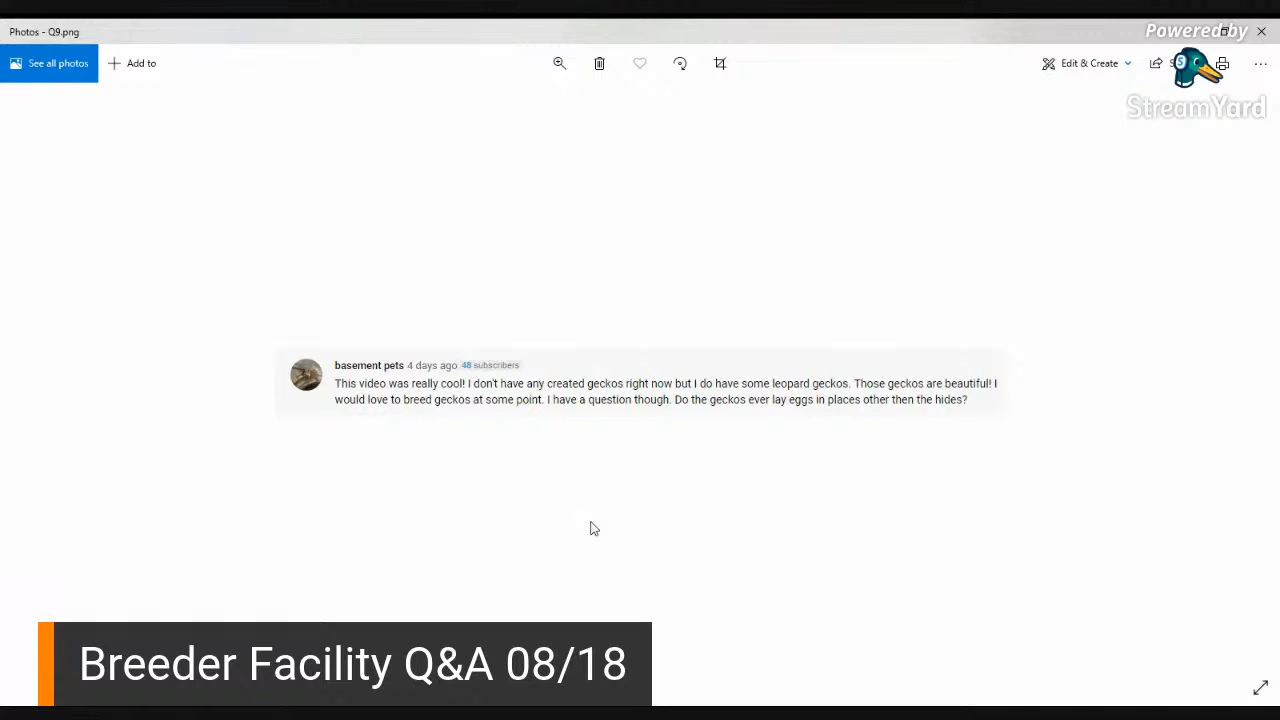 Photos - Q9.png
Powered by
See all photos
Add to
Edit & Create
StreamYard
basement pets 4 days ago 48 subscribers
This video was really cool! I don't have any created geckos right now but I do have some leopard geckos. Those geckos are beautiful! I
would love to breed geckos at some point. I have a question though. Do the geckos ever lay eggs in places other then the hides?
Breeder Facility Q&A 08/18